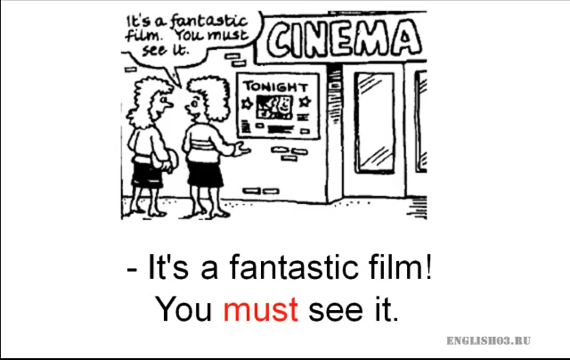 It's a fantastic
film. You must
see it.
CINEMA
TONIGHT
- It's a fantastic film!
You must see it.
ENGLISH03.RU